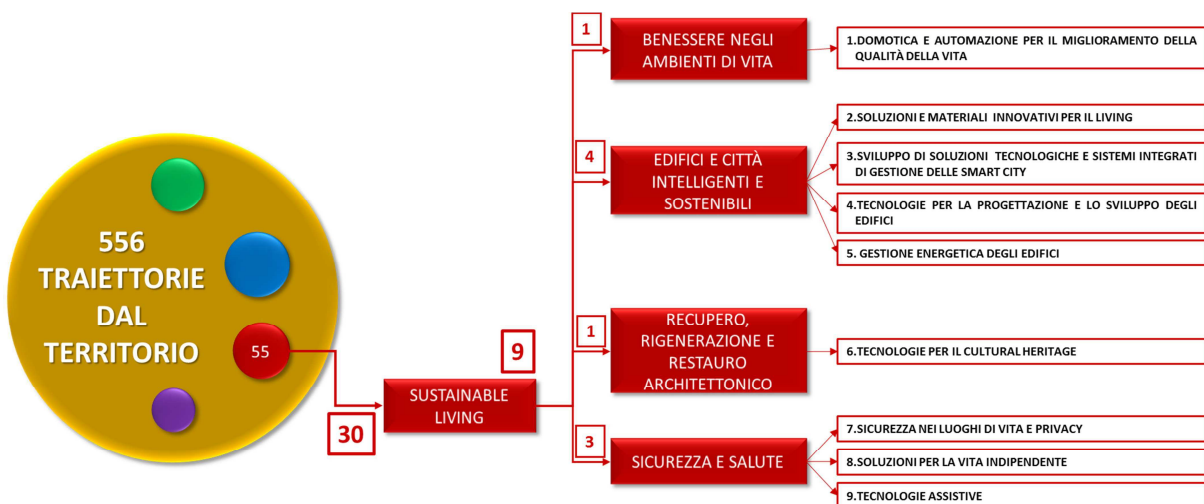 556
TRAIETTORIE
DAL
TERRITORIO
55
30
SUSTAINABLE
LIVING
9
1
BENESSERE NEGLI
AMBIENTI DI VITA
1.DOMOTICA E AUTOMAZIONE PER IL MIGLIORAMENTO DELLA
QUALITÀ DELLA VITA
4
EDIFICI E CITTÀ
INTELLIGENTI E
SOSTENIBILI
2.SOLUZIONI E MATERIALI INNOVATIVI PER IL LIVING
3.SVILUPPO DI SOLUZIONI TECNOLOGICHE E SISTEMI INTEGRATI
DI GESTIONE DELLE SMART CITY
4.TECNOLOGIE PER LA PROGETTAZIONE E LO SVILUPPO DEGLI
EDIFICI
5. GESTIONE ENERGETICA DEGLI EDIFICI
1
RECUPERO,
RIGENERAZIONE E
RESTAURO
ARCHITETTONICO
6.TECNOLOGIE PER IL CULTURAL HERITAGE
3
SICUREZZA E SALUTE
7.SICUREZZA NEI LUOGHI DI VITA E PRIVACY
8.SOLUZIONI PER LA VITA INDIPENDENTE
9.TECNOLOGIE ASSISTIVE